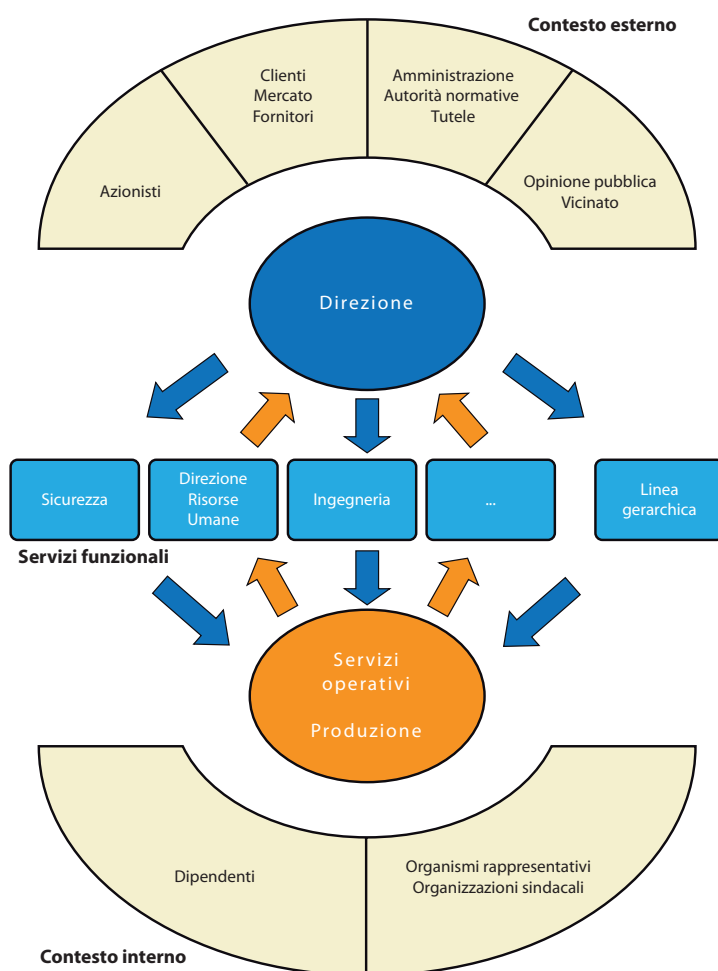 Contesto esterno
Clienti
Mercato
Fornitori
Amministrazione
Autorità normative
Tutele
Azionisti
Opinione pubblica
Vicinato
Direzione
Sicurezza
Direzione
Risorse
Umane
Ingegneria
...
Linea
gerarchica
Servizi funzionali
Servizi
operativi
Produzione
Dipendenti
Organismi rappresentativi
Organizzazioni sindacali
Contesto interno